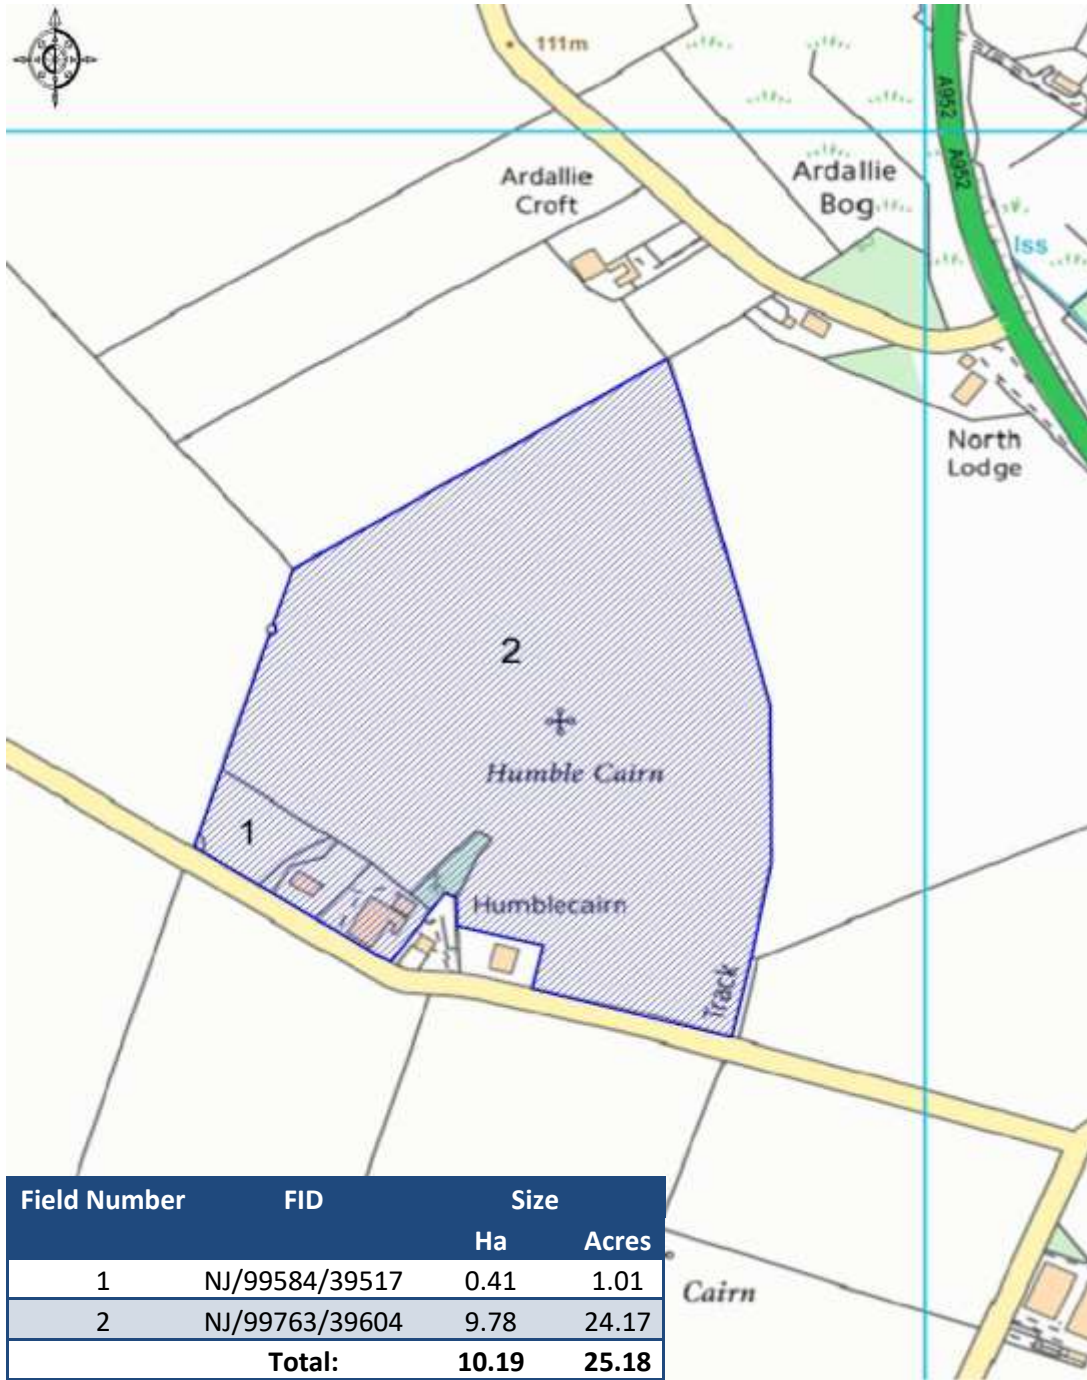 111m
A952
A952
Ardallie
Croft
Ardallie
Bog
Iss
North
Lodge
2
Humble Cairn
1
Humblecairn
Track
Field Number FID Size
Ha Acres
1 NJ/99584/39517 0.41 1.01
2 NJ/99763/39604 9.78 24.17
Total: 10.19 25.18
Cairn